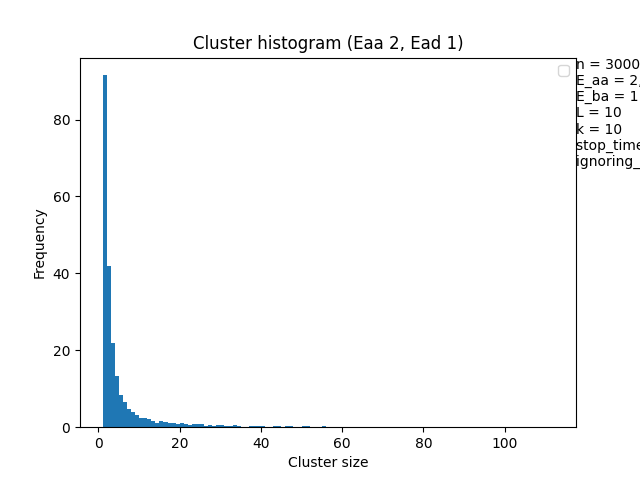 Cluster histogram (Eaa 2, Ead 1)
n = 3000
E_aa = 2,
E_ba = 1
L = 10
k = 10
stop_time
ignoring_
Frequency
80
60
40
20
0
0 20 40 60 80 100
Cluster size